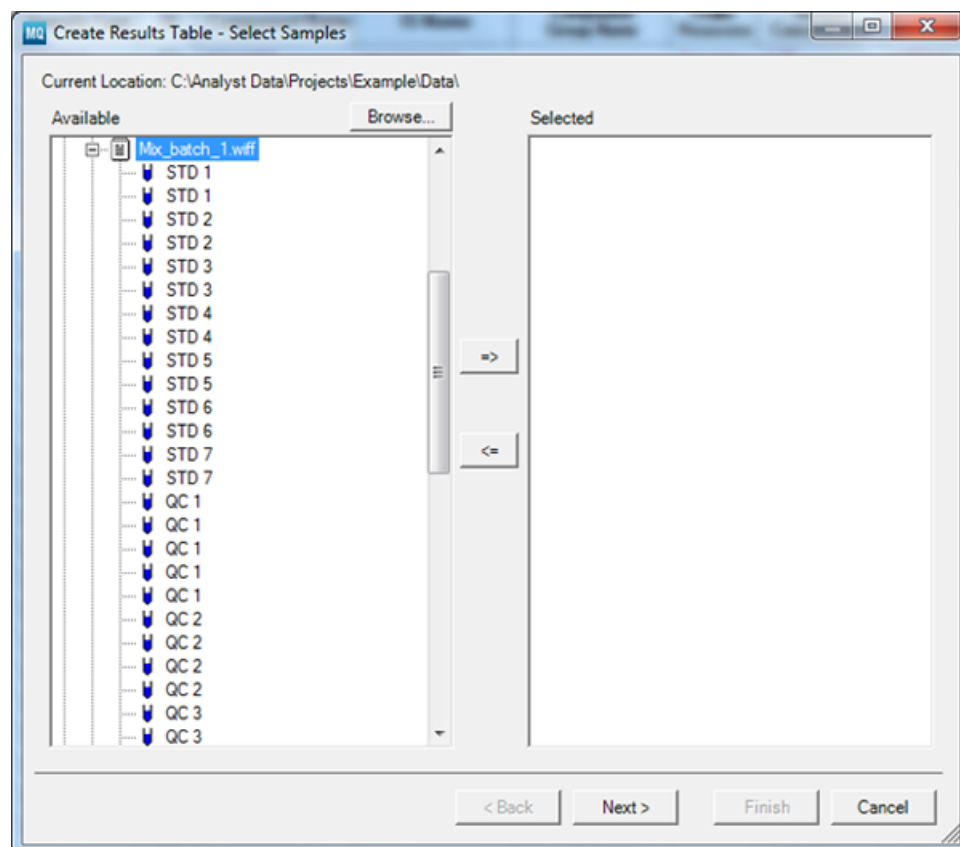 MQ Create Results Table - Select Samples
Current Location: C:\Analyst Data\Projects\Example\Data\
Available
Browse...
Selected
Mix_batch_1.wiff
STD 1
STD 1
STD 2
STD 2
STD 3
STD 3
STD 4
STD 4
STD 5
STD 5
STD 6
STD 6
STD 7
STD 7
QC 1
QC 1
QC 1
QC 1
QC 1
QC 2
QC 2
QC 2
QC 2
QC 3
QC 3
=>
<=
< Back
Next >
Finish
Cancel